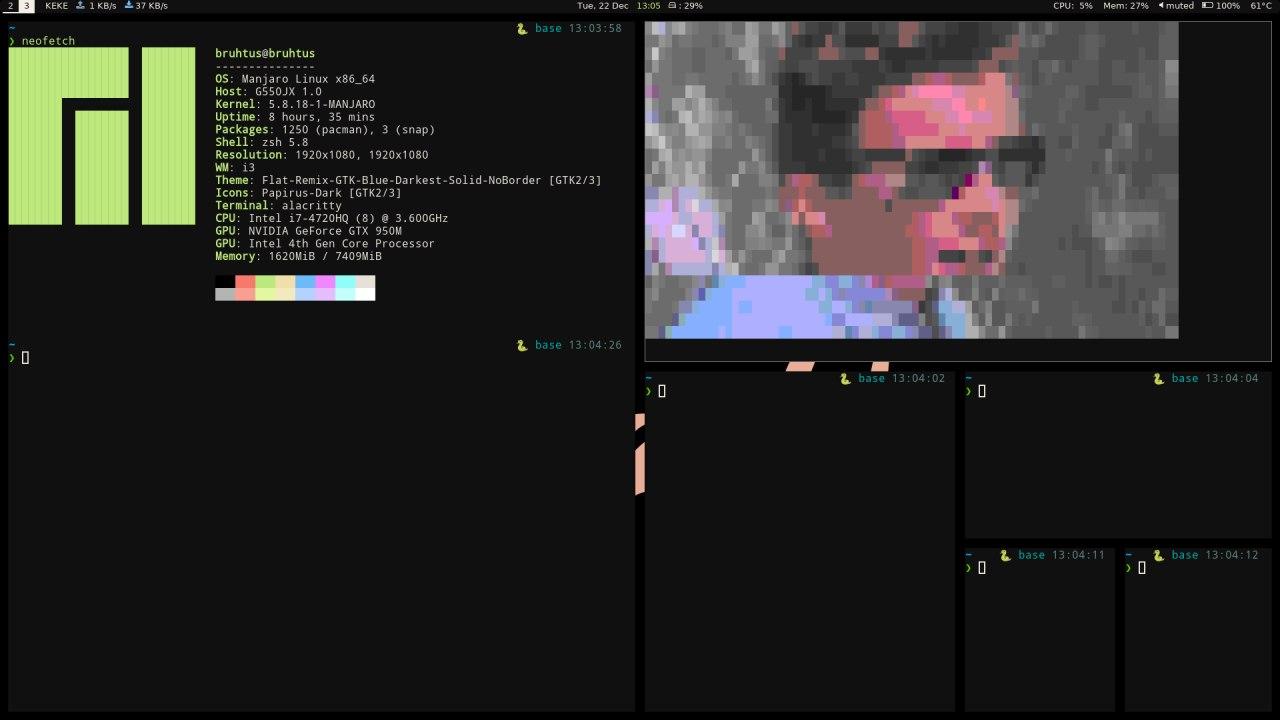 2 3 KEKE 1 KB/s 37 KB/s Tue, 22 Dec 13:05 : 29% CPU: 5% Mem: 27% muted 100% 61°C
~ base 13:03:58
❯ neofetch
bruhtus@bruhtus
---------------
OS: Manjaro Linux x86_64
Host: G550JX 1.0
Kernel: 5.8.18-1-MANJARO
Uptime: 8 hours, 35 mins
Packages: 1250 (pacman), 3 (snap)
Shell: zsh 5.8
Resolution: 1920x1080, 1920x1080
WM: i3
Theme: Flat-Remix-GTK-Blue-Darkest-Solid-NoBorder [GTK2/3]
Icons: Papirus-Dark [GTK2/3]
Terminal: alacritty
CPU: Intel i7-4720HQ (8) @ 3.600GHz
GPU: NVIDIA GeForce GTX 950M
GPU: Intel 4th Gen Core Processor
Memory: 1620MiB / 7409MiB
~ base 13:04:26
❯
~ base 13:04:02
❯
~ base 13:04:04
❯
~ base 13:04:11
❯
~ base 13:04:12
❯